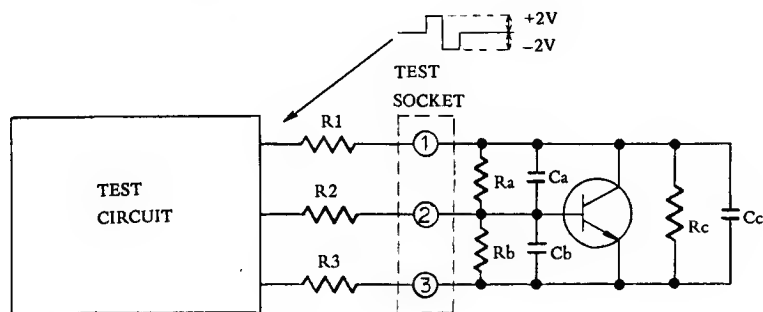 +2V
-2V
TEST
SOCKET
R1
1
Ra
Ca
TEST
CIRCUIT
R2
2
Rc
Cc
Rb
Cb
R3
3